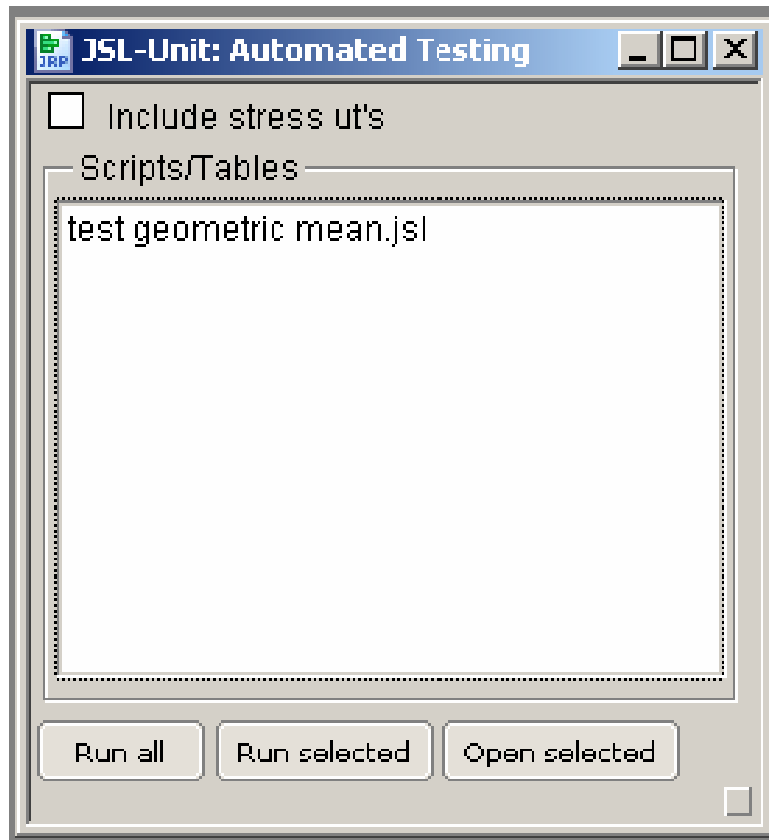 JRP JSL-Unit: Automated Testing
Include stress ut's
Scripts/Tables
test geometric mean.jsl
Run all Run selected Open selected